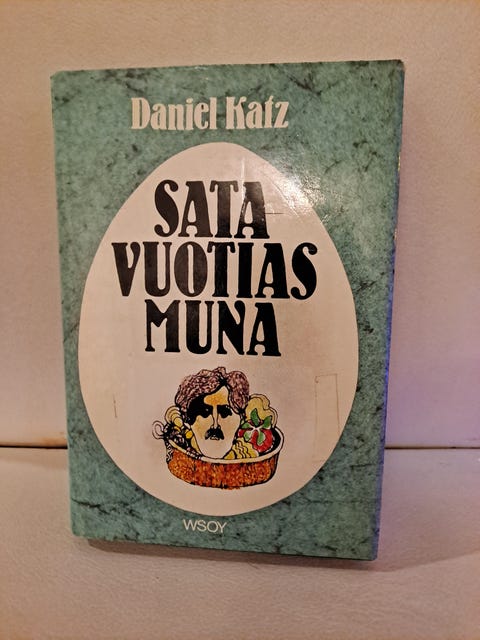 Daniel Katz
SATA-
VUOTIAS
MUNA
WSOY